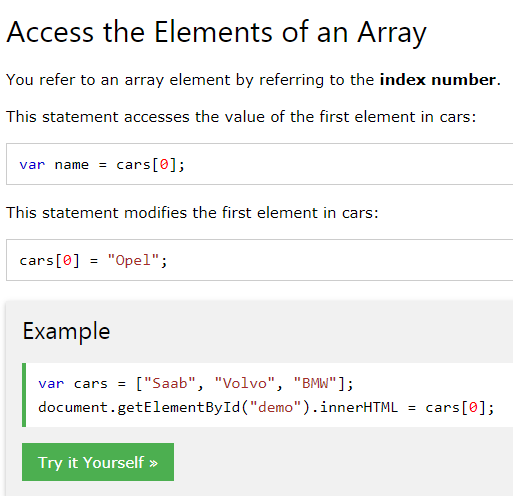 Access the Elements of an Array
You refer to an array element by referring to the index number.
This statement accesses the value of the first element in cars:
var name = cars[0];
This statement modifies the first element in cars:
cars[0] = "Opel";
Example
var cars = ["Saab", "Volvo", "BMW"];
document.getElementById("demo").innerHTML = cars[0];
Try it Yourself »